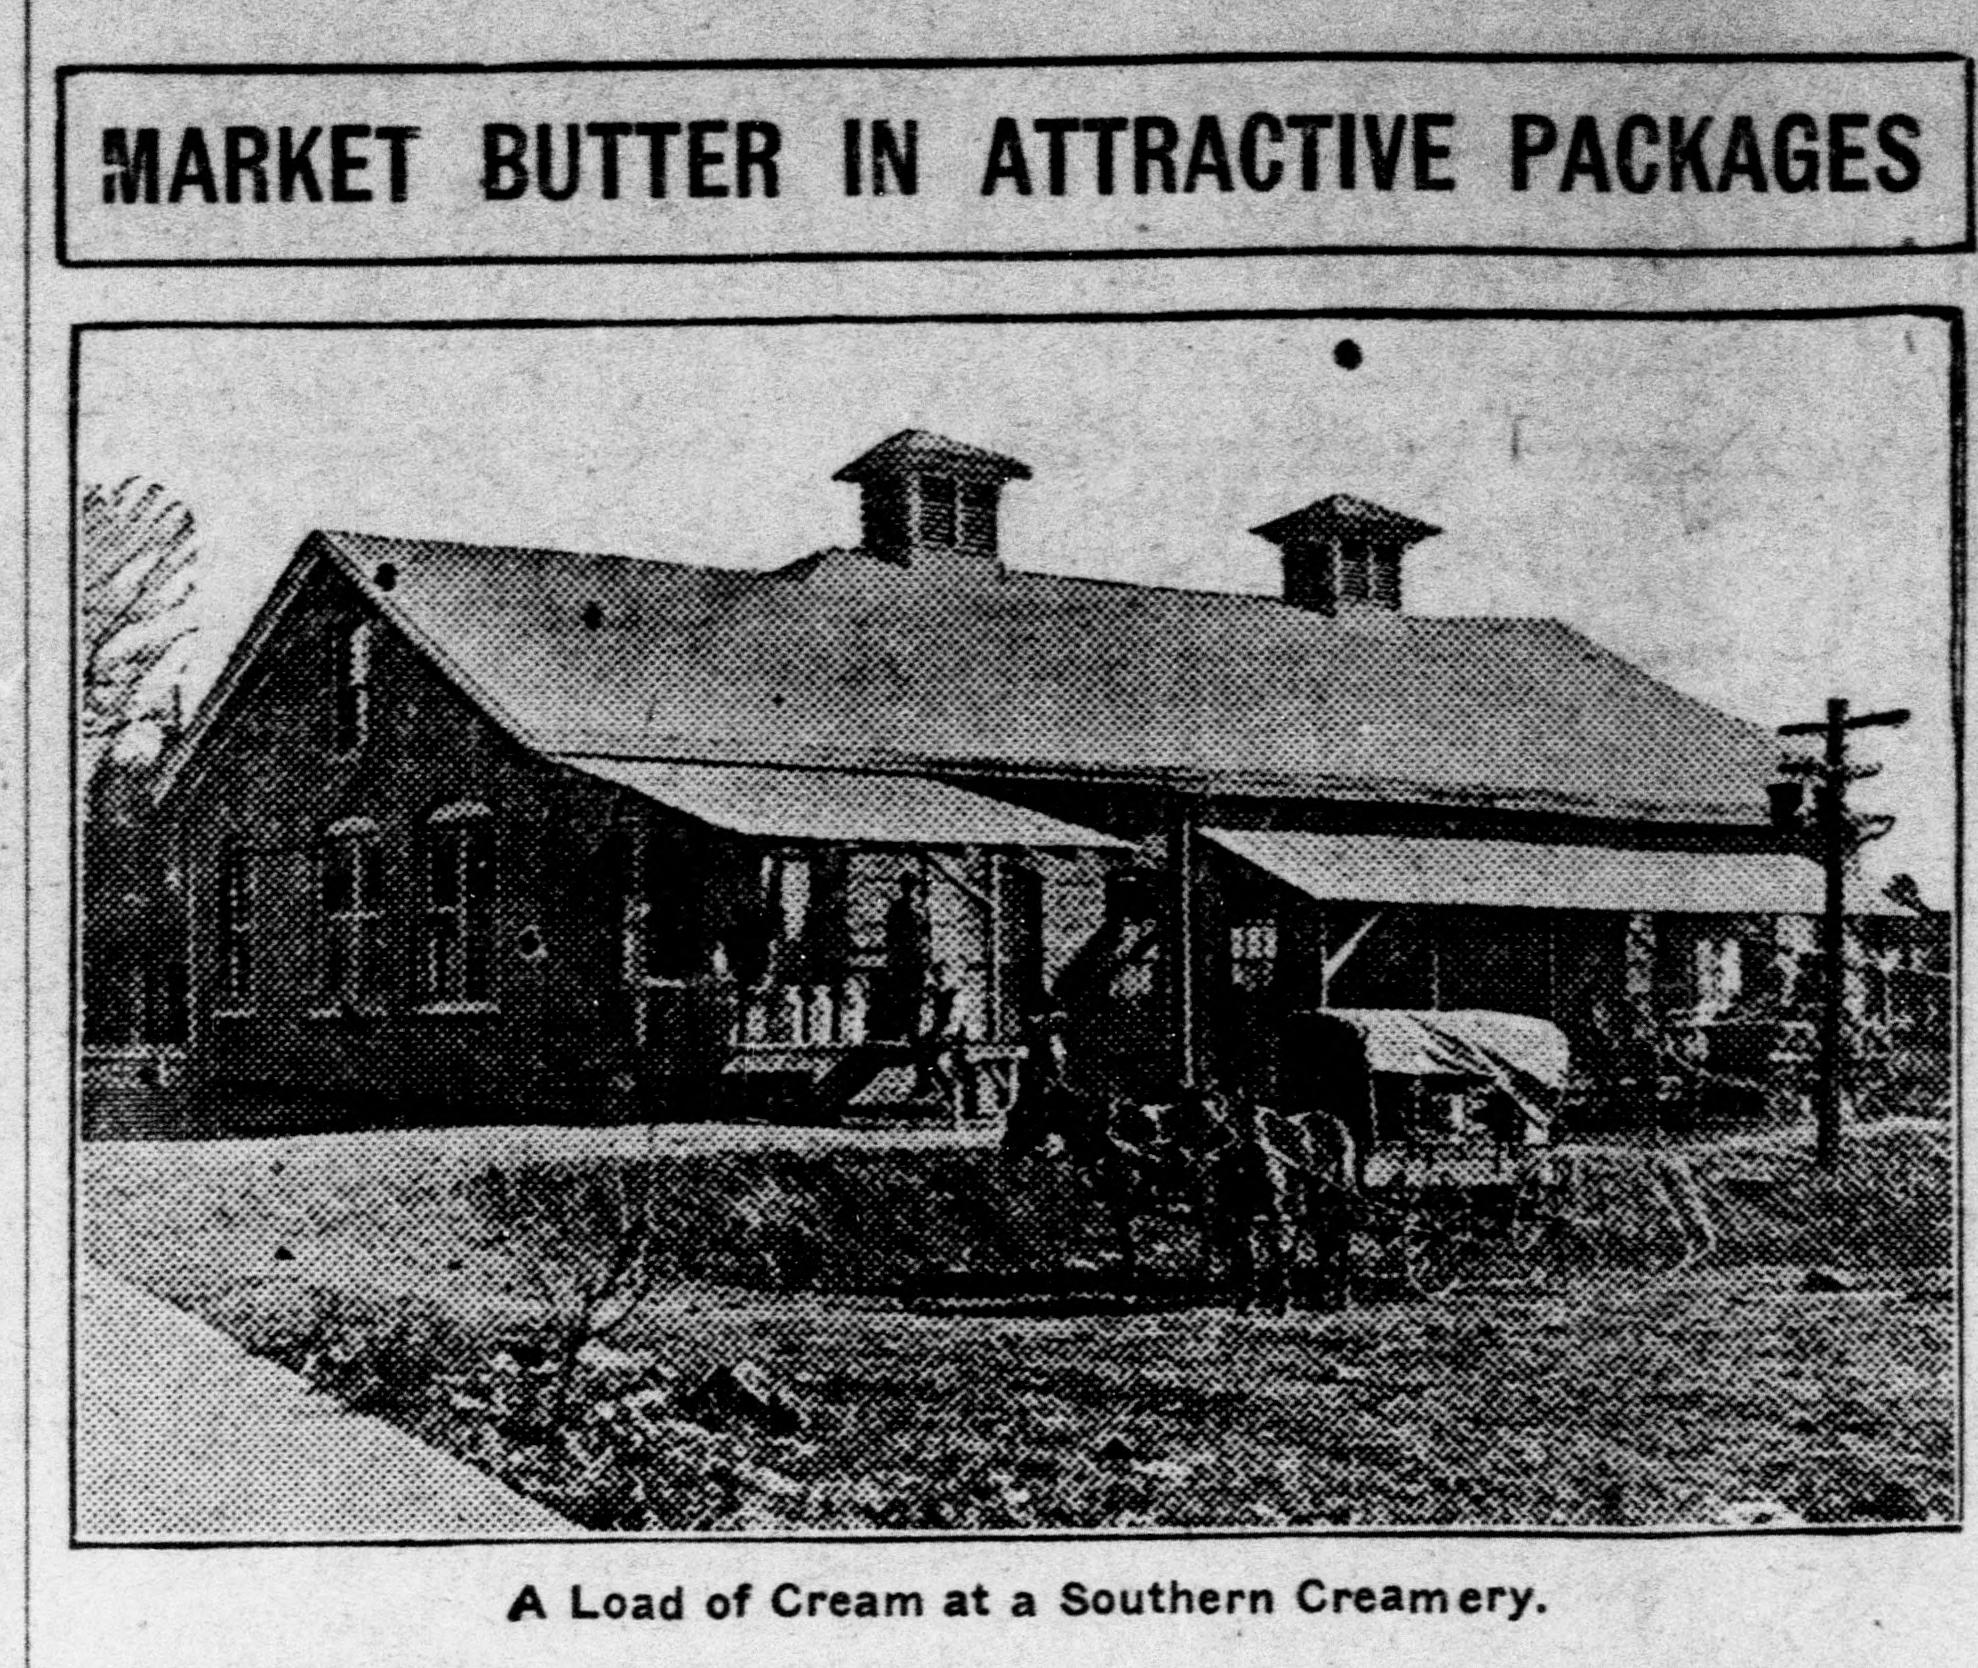 MARKET BUTTER IN ATTRACTIVE PACKAGES
A Load of Cream at a Southern Creamery.